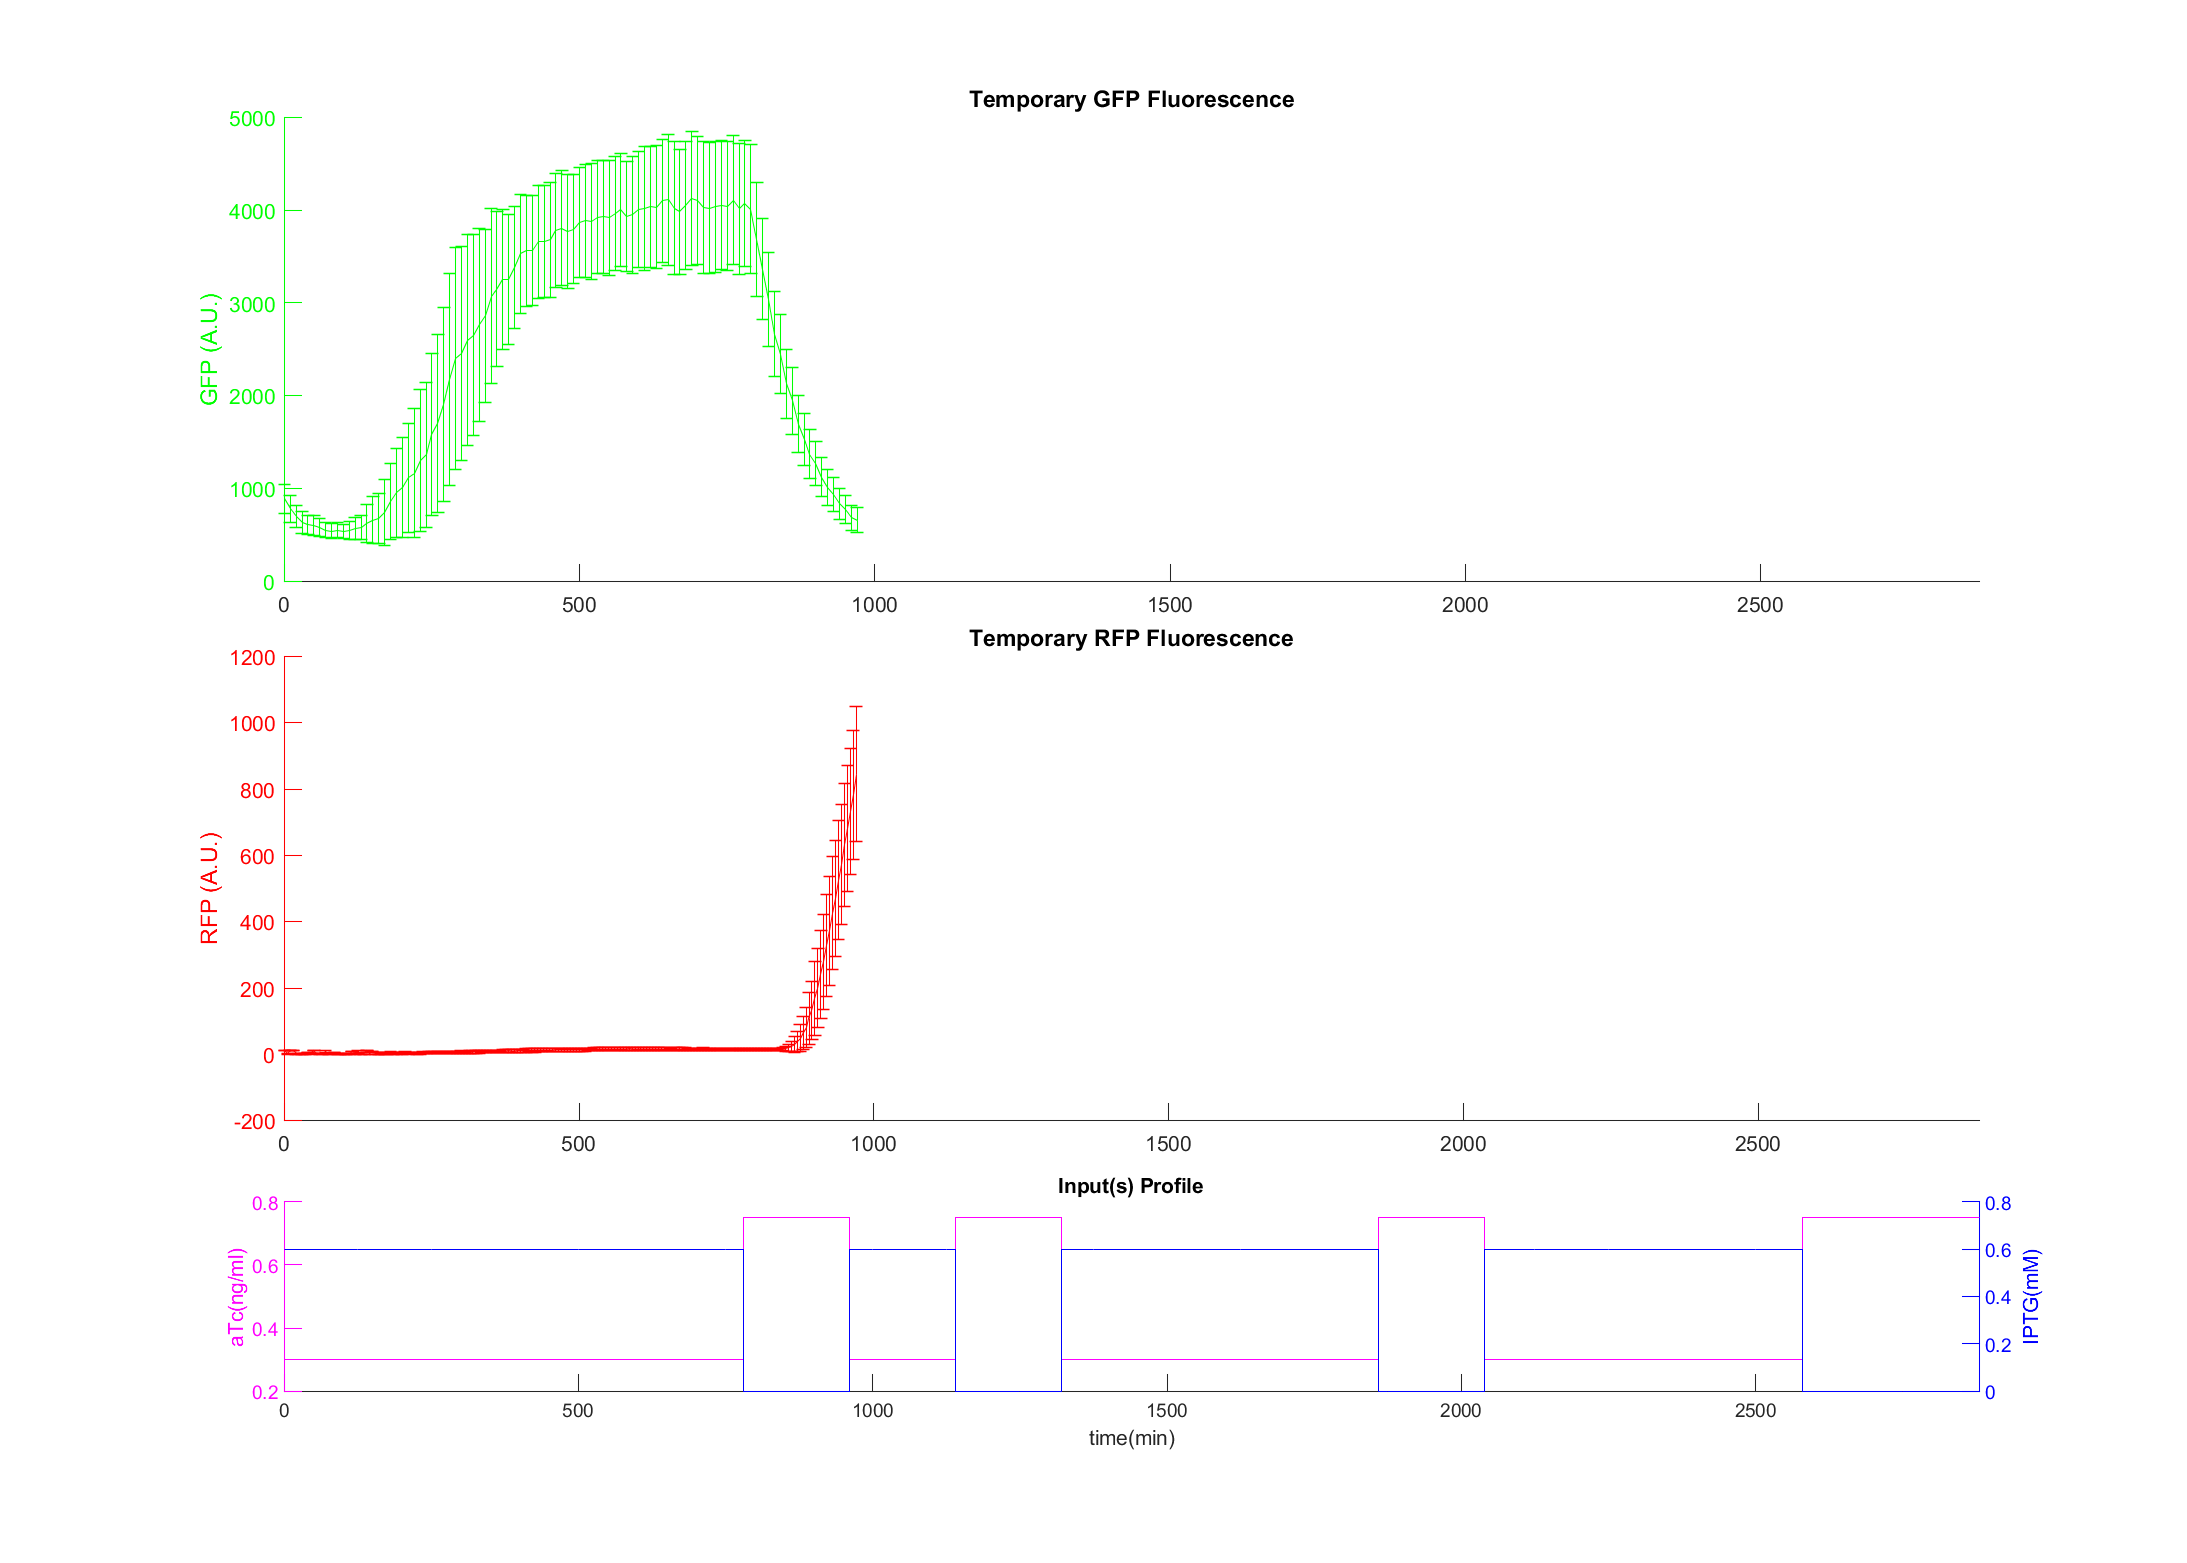 Temporary GFP Fluorescence
5000
4000
3000
2000
1000
0
GFP (A.U.)
0 500 1000 1500 2000 2500
Temporary RFP Fluorescence
1200
1000
800
600
400
200
0
-200
RFP (A.U.)
0 500 1000 1500 2000 2500
Input(s) Profile
0.8
0.6
0.4
0.2
aTc(ng/ml)
0.8
0.6
0.4
0.2
0
IPTG(mM)
0 500 1000 1500 2000 2500
time(min)